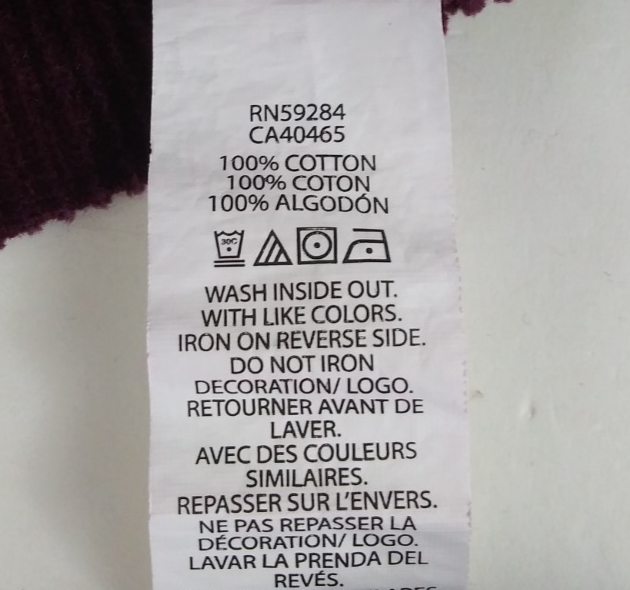 RN59284
CA40465
100% COTTON
100% COTON
100% ALGODÓN
30C
WASH INSIDE OUT.
WITH LIKE COLORS.
IRON ON REVERSE SIDE.
DO NOT IRON
DECORATION/ LOGO.
RETOURNER AVANT DE
LAVER.
AVEC DES COULEURS
SIMILAIRES.
REPASSER SUR L'ENVERS.
NE PAS REPASSER LA
DÉCORATION/ LOGO.
LAVAR LA PRENDA DEL
REVÉS.